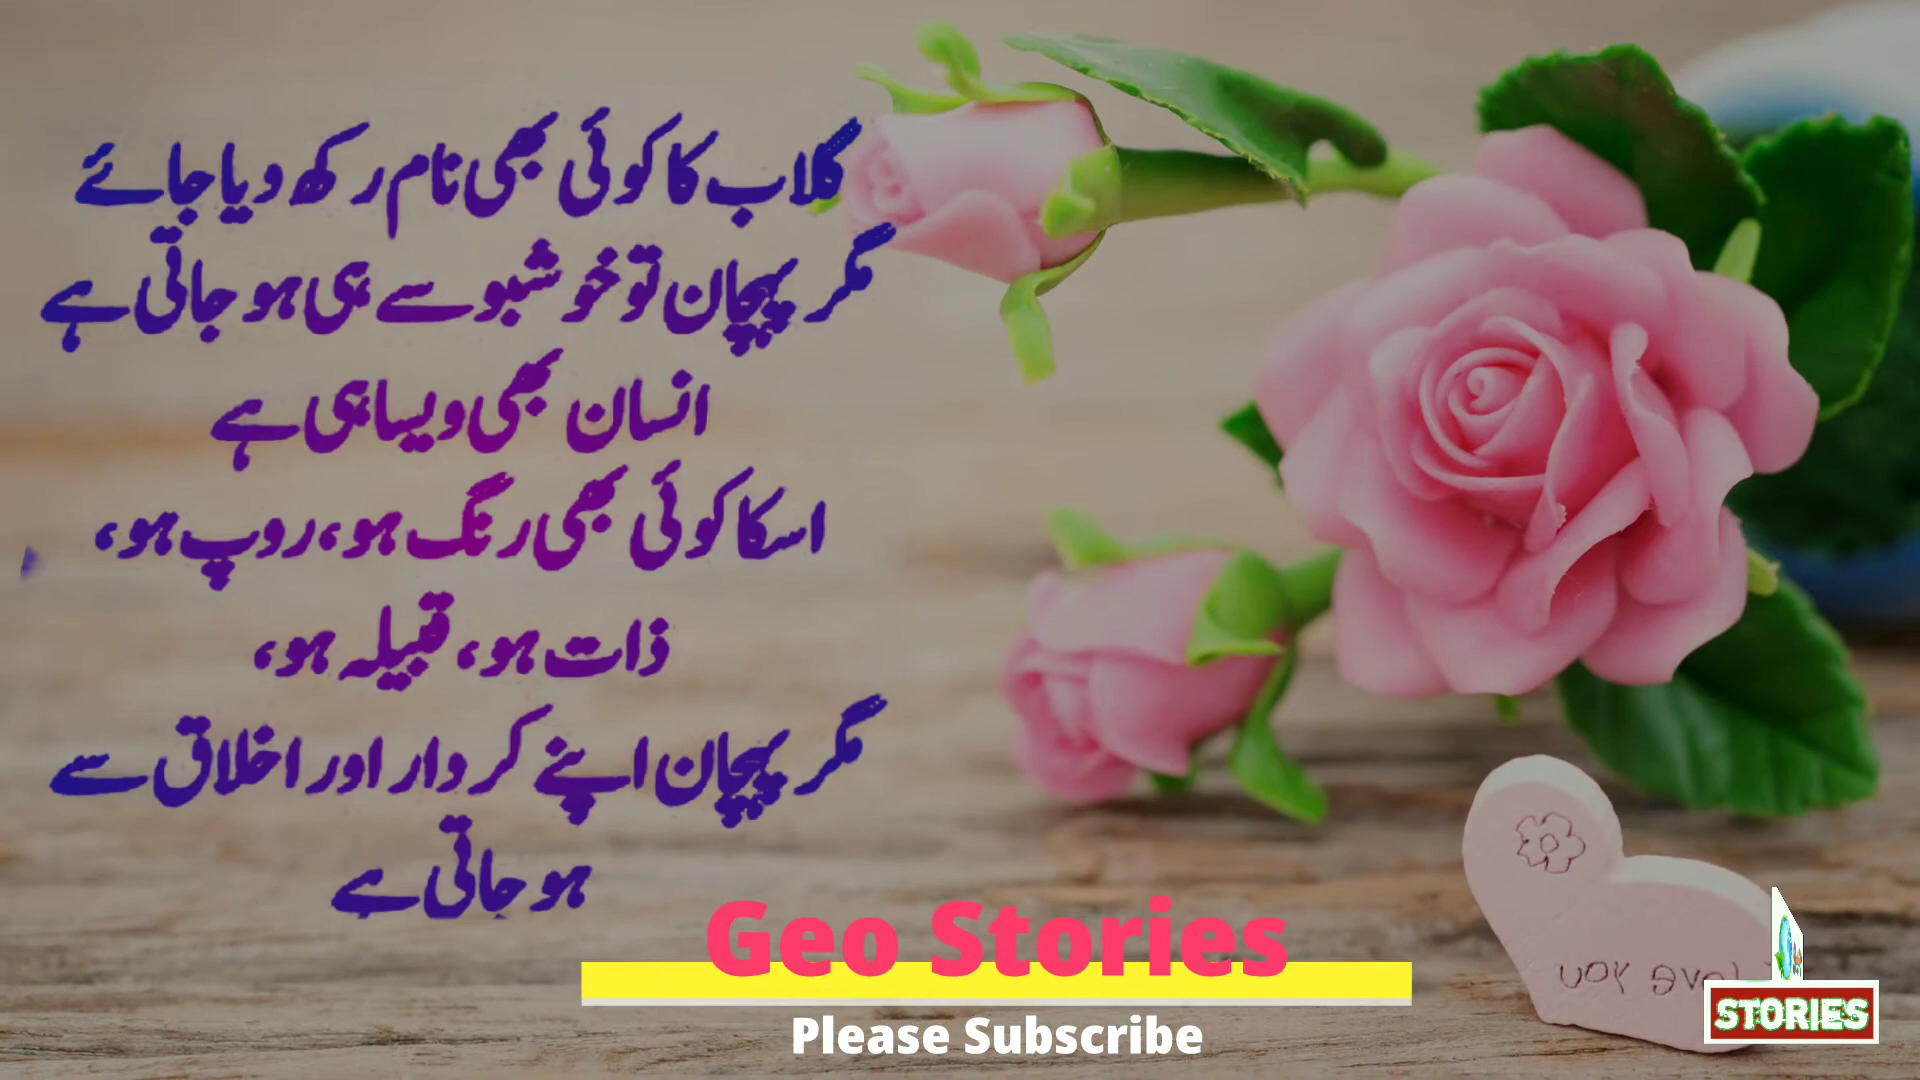 گلاب کا کوئی بھی نام رکھ دیا جائے
مگر پہچان تو خوشبو سے ہی ہو جاتی ہے
انسان بھی ویسا ہی ہے
اسکا کوئی بھی رنگ ہو، روپ ہو،
ذات ہو، قبیلہ ہو،
مگر پہچان اپنے کردار اور اخلاق سے
ہو جاتی ہے
Geo Stories
Please Subscribe
STORIES